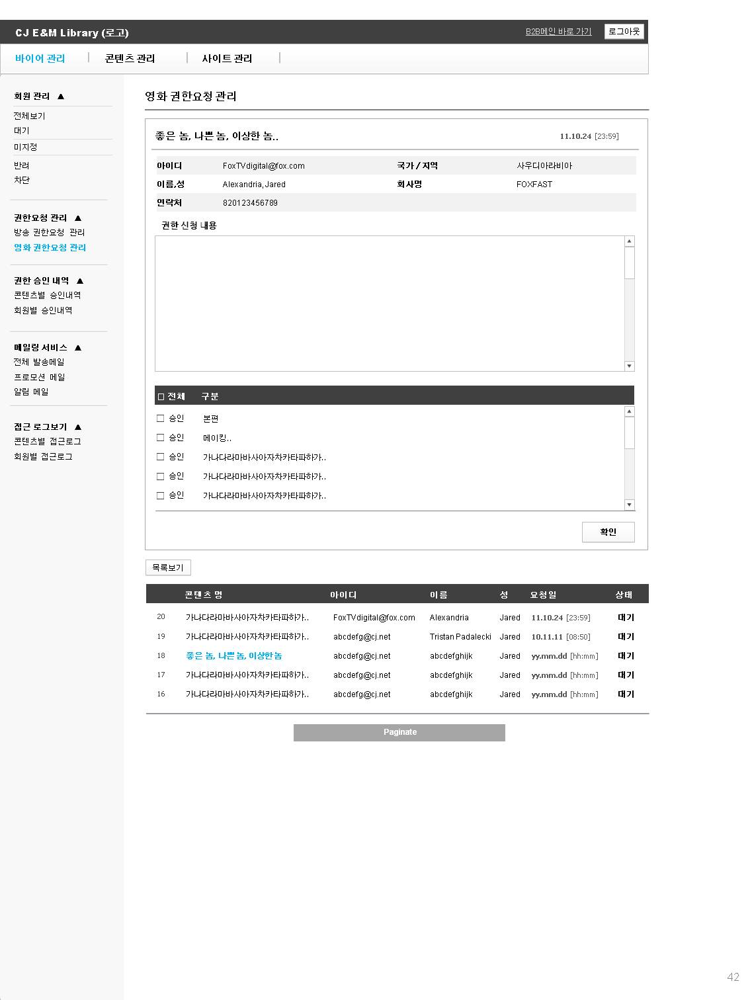 CJ E&M Library (로고)
B2B메인 바로 가기
로그아웃
바이어 관리
콘텐츠 관리
사이트 관리
회원 관리 ▲
전체보기
대기
미지정
반려
차단
권한요청 관리 ▲
방송 권한요청 관리
영화 권한요청 관리
권한 승인 내역 ▲
콘텐츠별 승인내역
회원별 승인내역
메일링 서비스 ▲
전체 발송메일
프로모션 메일
알림 메일
접근 로그보기 ▲
콘텐츠별 접근로그
회원별 접근로그
영화 권한요청 관리
좋은 놈, 나쁜 놈, 이상한 놈.. 11.10.24 [23:59]
아이디 FoxTVdigital@fox.com 국가 / 지역 사우디아라비아
이름,성 Alexandria,Jared 회사명 FOXFAST
연락처 820123456789
권한 신청 내용
전체 구분
승인 본편
승인 메이킹..
승인 가나다라마바사아자차카타파하가..
승인 가나다라마바사아자차카타파하가..
승인 가나다라마바사아자차카타파하가..
확인
목록보기
콘텐츠 명 아이디 이름 성 요청일 상태
20 가나다라마바사아자차카타파하가.. FoxTVdigital@fox.com Alexandria Jared 11.10.24 [23:59] 대기
19 가나다라마바사아자차카타파하가.. abcdefg@cj.net Tristan Padalecki Jared 10.11.11 [08:50] 대기
18 좋은 놈, 나쁜 놈, 이상한놈 abcdefg@cj.net abcdefghijk Jared yy.mm.dd [hh:mm] 대기
17 가나다라마바사아자차카타파하가.. abcdefg@cj.net abcdefghijk Jared yy.mm.dd [hh:mm] 대기
16 가나다라마바사아자차카타파하가.. abcdefg@cj.net abcdefghijk Jared yy.mm.dd [hh:mm] 대기
Paginate
42